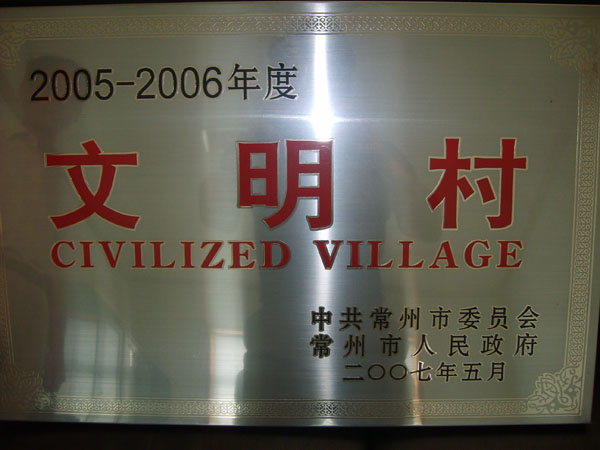 2005-2006年度
文明村
CIVILIZED VILLAGE
中共常州市委员会
常州市人民政府
二〇〇七年五月